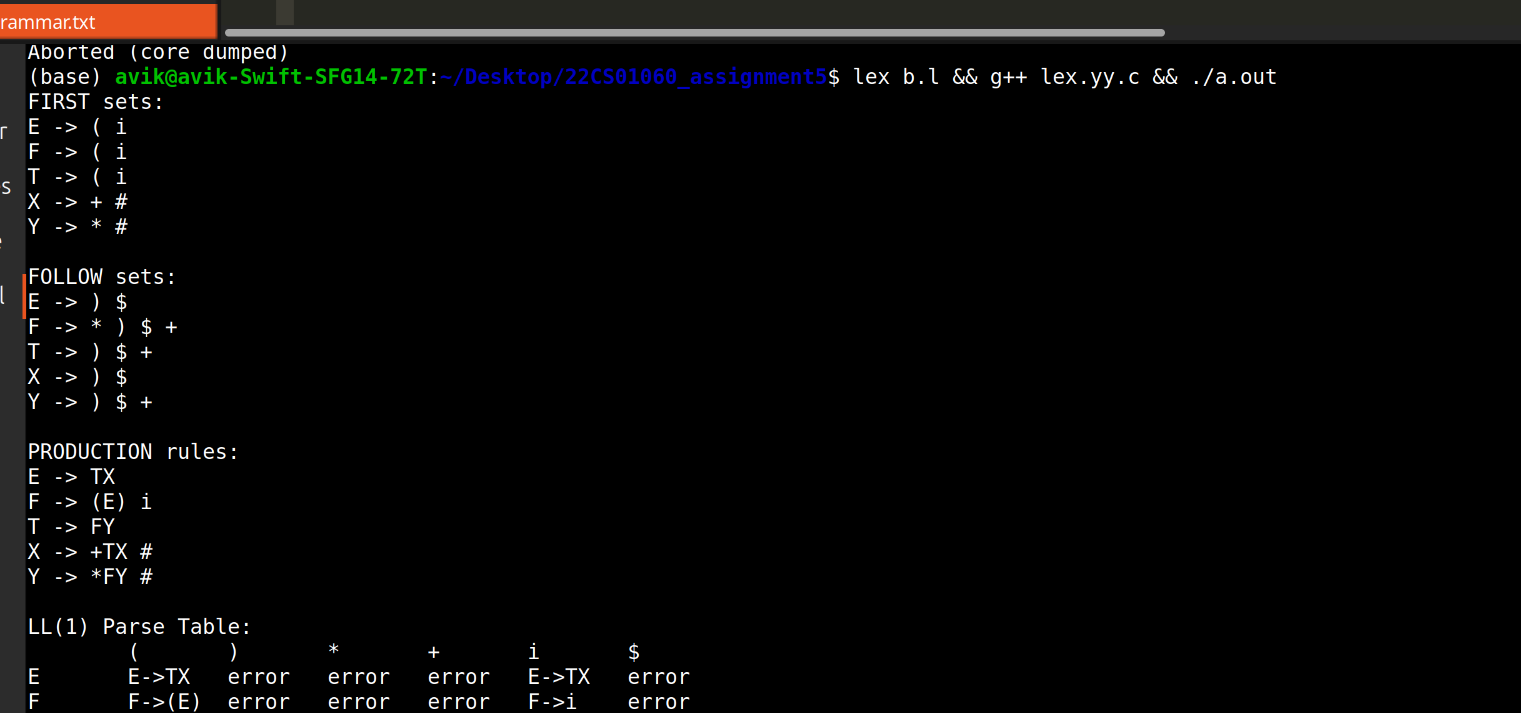 rammar.txt
Aborted (core dumped)
(base) avik@avik-Swift-SFG14-72T:~/Desktop/22CS01060_assignment5$ lex b.l && g++ lex.yy.c && ./a.out
FIRST sets:
E -> ( i
F -> ( i
T -> ( i
X -> + #
Y -> * #
FOLLOW sets:
E -> ) $
F -> * ) $ +
T -> ) $ +
X -> ) $
Y -> ) $ +
PRODUCTION rules:
E -> TX
F -> (E) i
T -> FY
X -> +TX #
Y -> *FY #
LL(1) Parse Table:
( ) * + i $
E E->TX error error error E->TX error
F F->(E) error error error F->i error